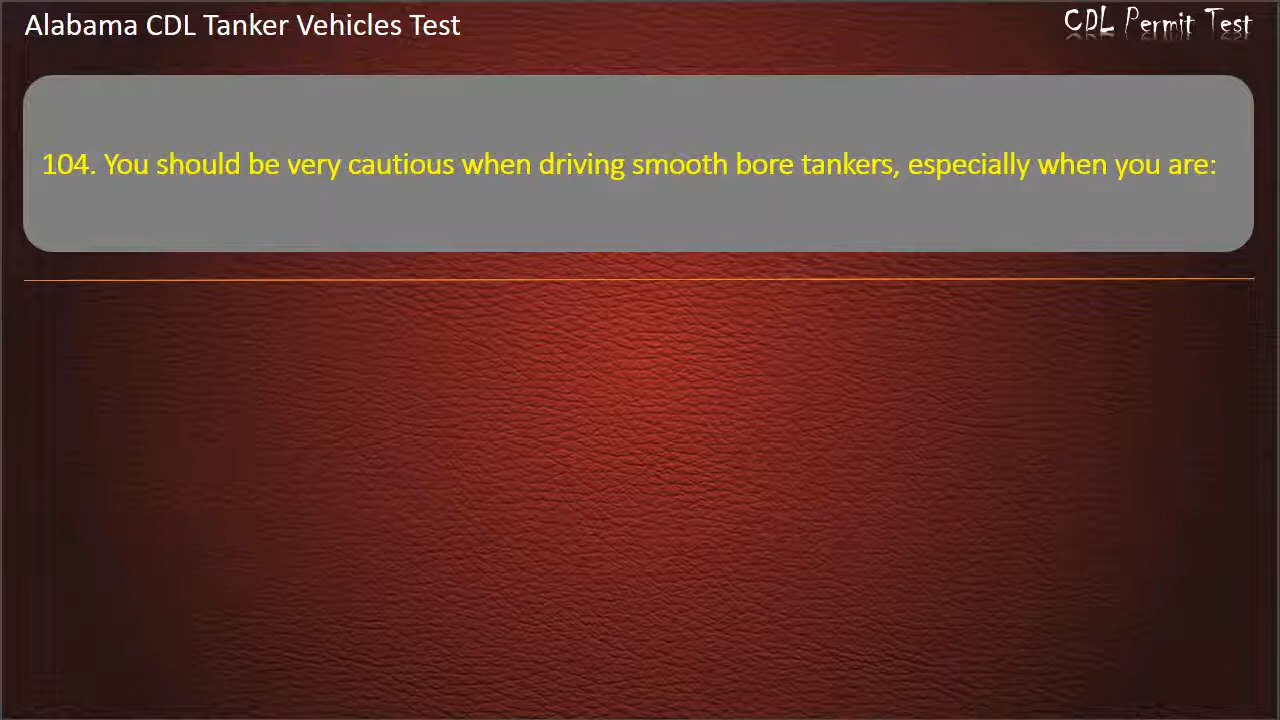 Alabama CDL Tanker Vehicles Test
CDL Permit Test
104. You should be very cautious when driving smooth bore tankers, especially when you are: